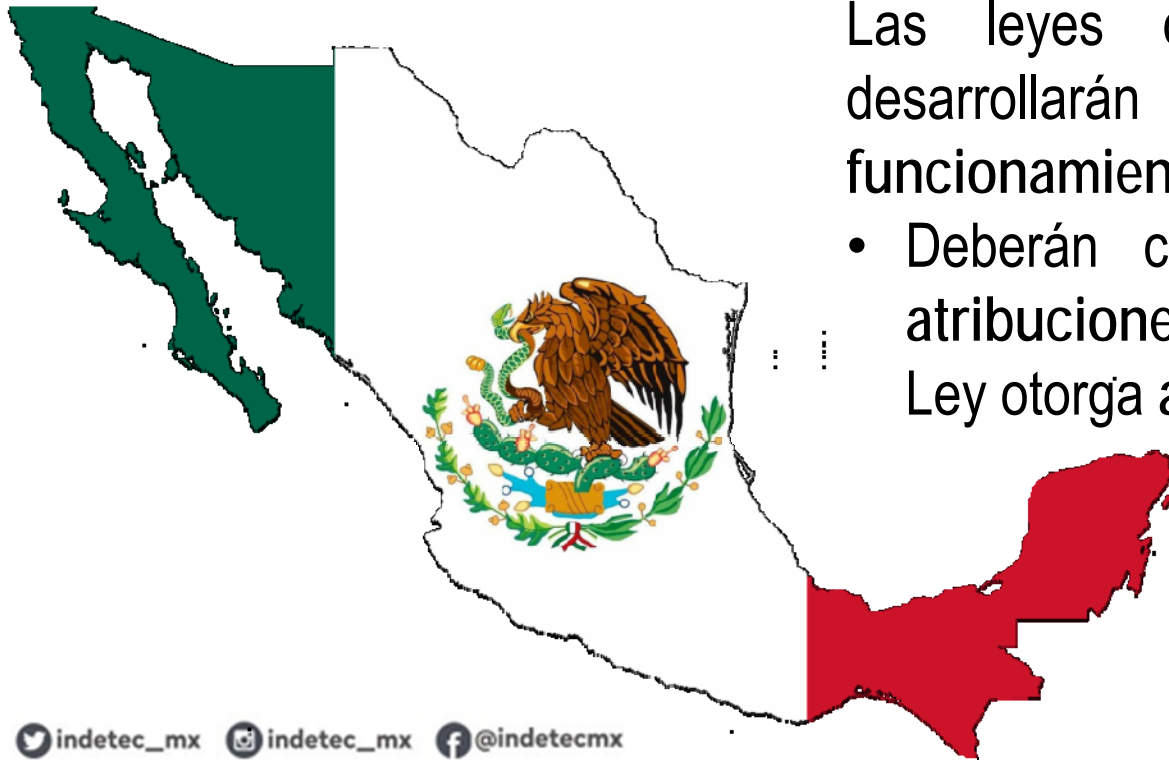 Las leyes
desarrollarán
funcionamien
• Deberán
atribucione
Ley otorga a
indetec_mx indetec_mx @indetecmx